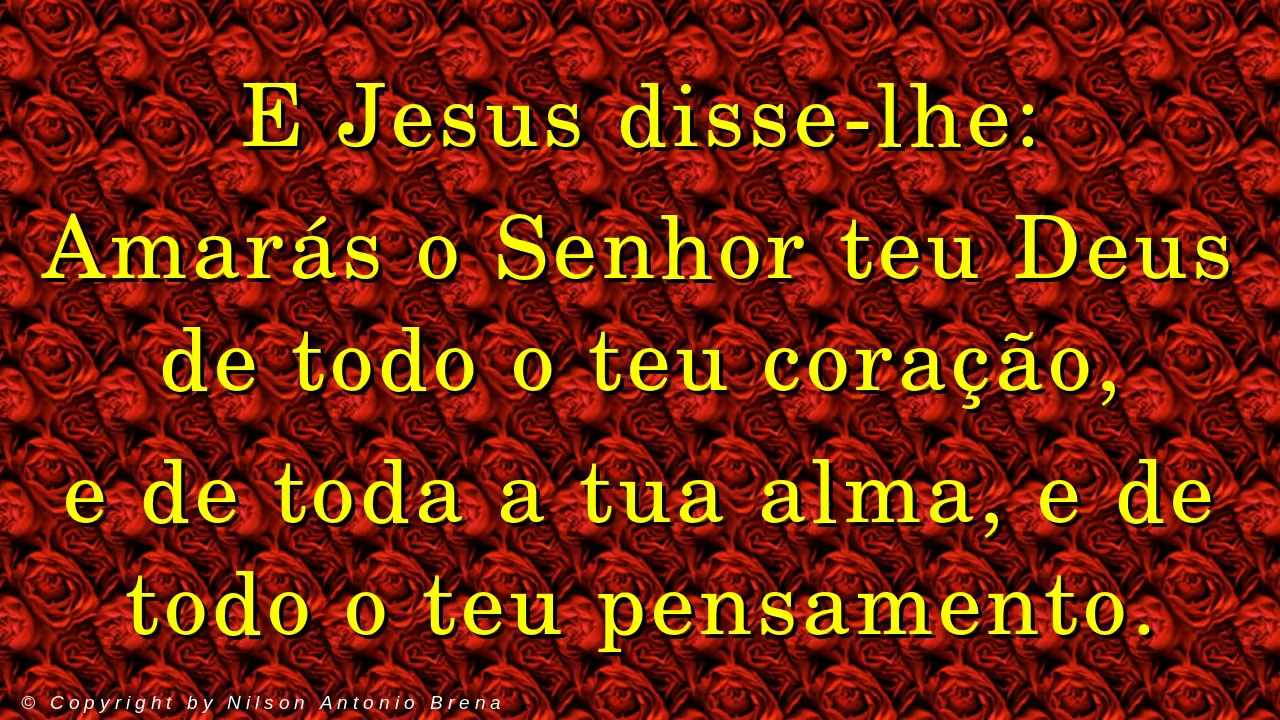 E Jesus disse-lhe:
Amarás o Senhor teu Deus
de todo o teu coração,
e de toda a tua alma, e de
todo o teu pensamento.
© Copyright by Nilson Antonio Brena